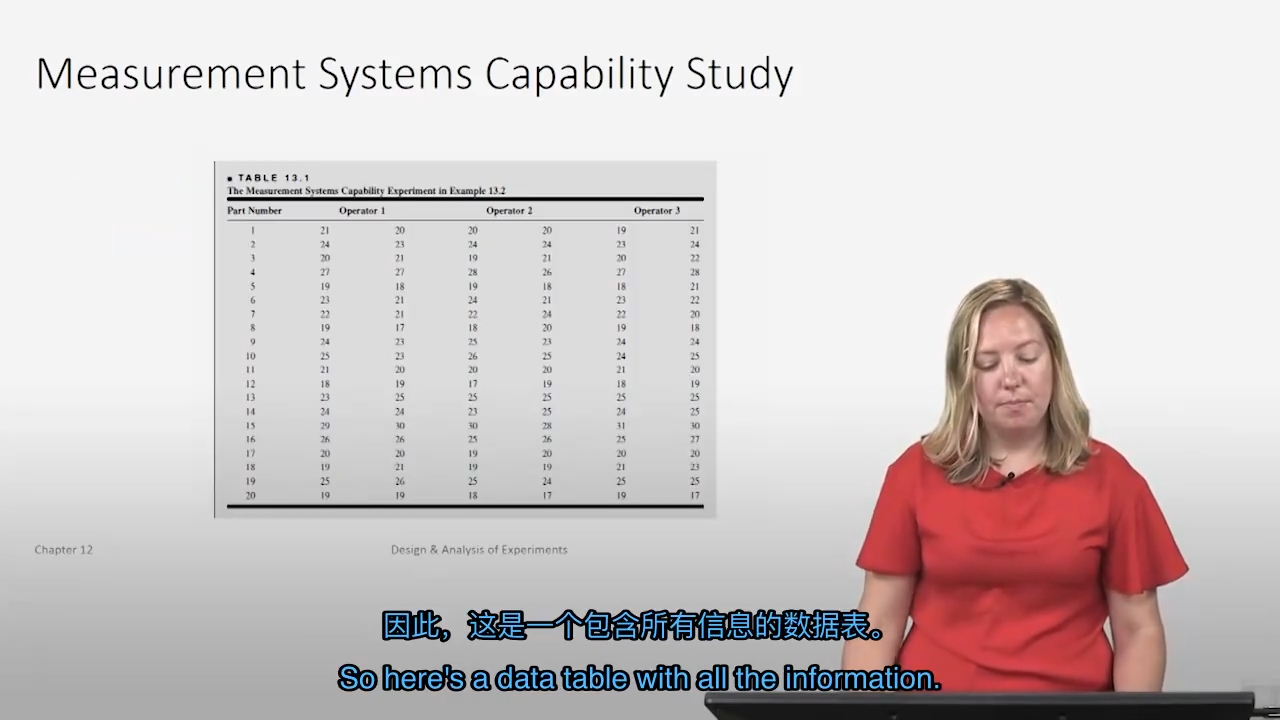 Measurement Systems Capability Study
• TABLE 13.1
The Measurement Systems Capability Experiment in Example 13.2
Part Number Operator 1 Operator 2 Operator 3
1 21 20 20 20 19 21
2 24 23 24 24 23 24
3 20 21 19 21 20 22
4 27 27 28 26 27 28
5 19 18 19 18 18 21
6 23 21 24 21 23 22
7 22 21 22 24 22 20
8 19 17 18 20 19 18
9 24 23 25 23 24 24
10 25 23 26 25 24 25
11 21 20 20 20 21 20
12 18 19 17 19 18 19
13 23 25 25 25 25 25
14 24 24 23 25 24 25
15 29 30 30 28 31 30
16 26 26 25 26 25 27
17 20 20 19 20 20 20
18 19 21 19 19 21 23
19 25 26 25 24 25 25
20 19 19 18 17 19 17
Chapter 12 Design & Analysis of Experiments
因此，这是一个包含所有信息的数据表。
So here's a data table with all the information.